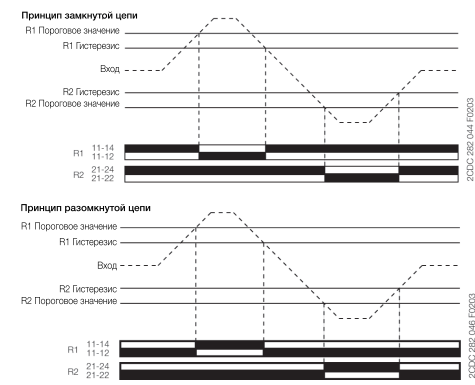 Принцип замкнутой цепи
R1 Пороговое значение
R1 Гистерезис
Вход
R2 Гистерезис
R2 Пороговое значение
R1 11-14
11-12
R2 21-24
21-22
2CDC 282 044 F0203
Принцип разомкнутой цепи
R1 Пороговое значение
R1 Гистерезис
Вход
R2 Гистерезис
R2 Пороговое значение
R1 11-14
11-12
R2 21-24
21-22
2CDC 282 046 F0203